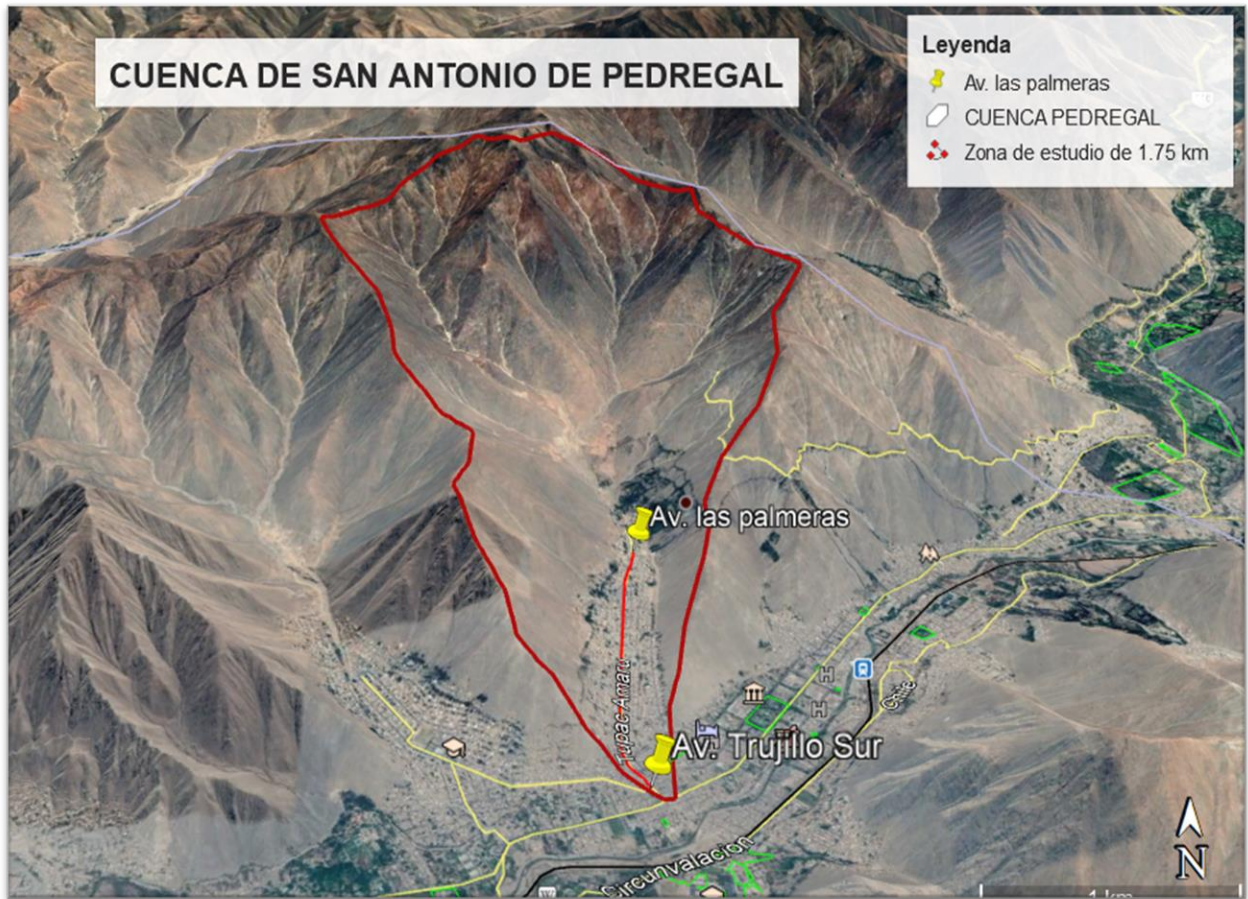 CUENCA DE SAN ANTONIO DE PEDREGAL
Leyenda
Av. las palmeras
CUENCA PEDREGAL
Zona de estudio de 1.75 km
Av. las palmeras
Tupac Amaru
H
H
Chile
Av. Trujillo Sur
Circunvalacion
N
1 km